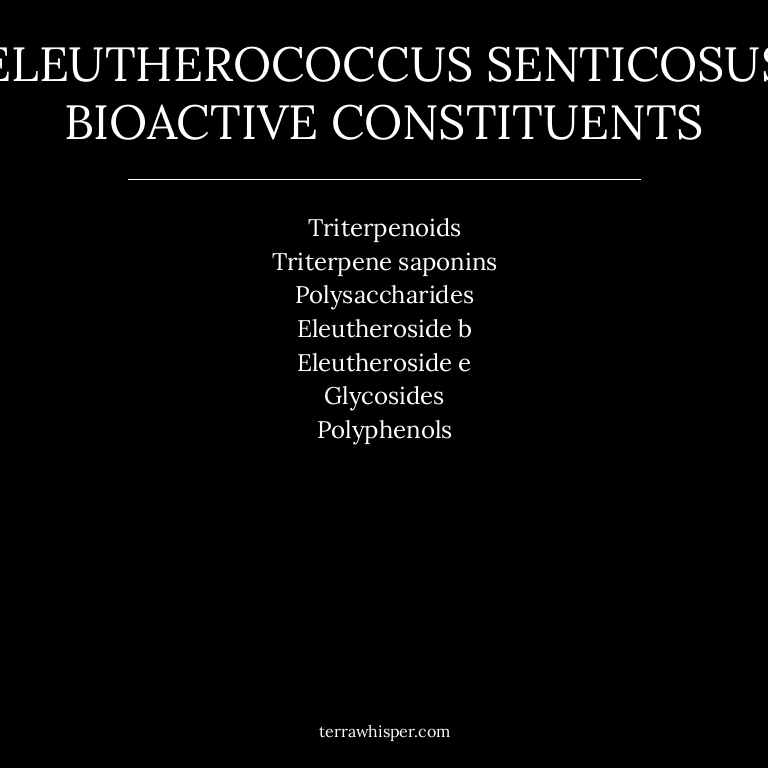 ELEUTHEROCOCCUS SENTICOSUS
BIOACTIVE CONSTITUENTS
Triterpenoids
Triterpene saponins
Polysaccharides
Eleutheroside b
Eleutheroside e
Glycosides
Polyphenols
terrawhisper.com